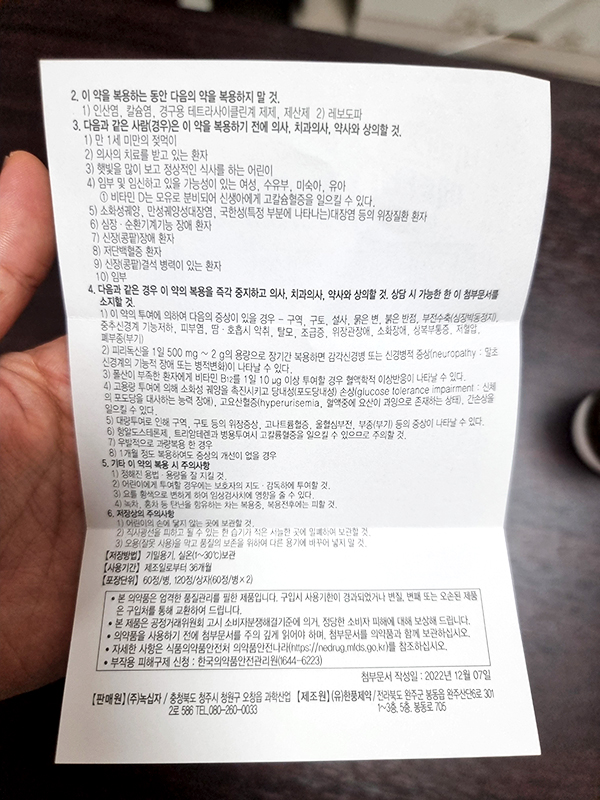 2. 이 약을 복용하는 동안 다음의 약을 복용하지 말 것.
1) 인산염, 칼슘염, 경구용 테트라사이클린계 제제, 제산제 2) 레보도파
3. 다음과 같은 사람(경우)은 이 약을 복용하기 전에 의사, 치과의사, 약사와 상의할 것.
1) 만 1세 미만의 젖먹이
2) 의사의 치료를 받고 있는 환자
3) 햇빛을 많이 보고 정상적인 식사를 하는 어린이
4) 임부 및 임신하고 있을 가능성이 있는 여성, 수유부, 미숙아, 유아
① 비타민 D는 모유로 분비되어 신생아에게 고칼슘혈증을 일으킬 수 있다.
5) 소화성궤양, 만성궤양성대장염, 국한성(특정 부분에 나타나는)대장염 등의 위장질환 환자
6) 심장·순환기계기능 장애 환자
7) 신장(콩팥)장애 환자
8) 저단백혈증 환자
9) 신장(콩팥)결석 병력이 있는 환자
10) 임부
4. 다음과 같은 경우 이 약의 복용을 즉각 중지하고 의사, 치과의사, 약사와 상의할 것. 상담 시 가능한 한 이 첨부문서를
소지할 것.
1) 이 약의 투여에 의하여 다음의 증상이 있을 경우 - 구역, 구토, 설사, 묽은 변, 붉은 반점, 부전수축(심장박동정지),
중추신경계 기능저하, 피부염, 땀·호흡시 악취, 탈모, 조급증, 위장관장애, 소화장애, 상복부통증, 저혈압,
폐부종(부기)
2) 피리독신을 1일 500 mg ~ 2 g의 용량으로 장기간 복용하면 감각신경병 또는 신경병적 증상(neuropathy : 말초
신경계의 기능적 장애 또는 병적변화)이 나타날 수 있다.
3) 폴산이 부족한 환자에게 비타민 B12를 1일 10 ug 이상 투여할 경우 혈액학적 이상반응이 나타날 수 있다.
4) 고용량 투여에 의해 소화성 궤양을 촉진시키고 당내성(포도당내성) 손상(glucose tolerance impairment : 신체
의 포도당을 대사하는 능력 장애), 고요산혈증(hyperurisemia, 혈액중에 요산이 과잉으로 존재하는 상태), 간손상을
일으킬 수 있다.
5) 대량투여로 인해 구역, 구토 등의 위장증상, 고나트륨혈증, 울혈심부전, 부종(부기) 등의 증상이 나타날 수 있다.
6) 항알도스테론제, 트리암테렌과 병용투여시 고칼륨혈증을 일으킬 수 있으므로 주의할 것.
7) 우발적으로 과량복용 한 경우
8) 1개월 정도 복용하여도 증상의 개선이 없을 경우
5. 기타 이 약의 복용 시 주의사항
1) 정해진 용법·용량을 잘 지킬 것.
2) 어린이에게 투여할 경우에는 보호자의 지도·감독하에 투여할 것.
3) 요를 황색으로 변하게 하여 임상검사치에 영향을 줄 수 있다.
4) 녹차, 홍차 등 탄닌을 함유하는 차는 복용중, 복용전후에는 피할 것.
6. 저장상의 주의사항
1) 어린이의 손에 닿지 않는 곳에 보관할 것.
2) 직사광선을 피하고 될 수 있는 한 습기가 적은 서늘한 곳에 밀폐하여 보관할 것.
3) 오용(잘못 사용)을 막고 품질의 보존을 위하여 다른 용기에 바꾸어 넣지 말 것.
【저장방법】 기밀용기, 실온(1~30℃)보관
【사용기간】 제조일로부터 36개월
【포장단위】 60정/병, 120정/상자(60정/병×2)
• 본 의약품은 엄격한 품질관리를 필한 제품입니다. 구입시 사용기한이 경과되었거나 변질, 변패 또는 오손된 제품
은 구입처를 통해 교환하여 드립니다.
• 본 제품은 공정거래위원회 고시 소비자분쟁해결기준에 의거, 정당한 소비자 피해에 대해 보상해 드립니다.
• 의약품을 사용하기 전에 첨부문서를 주의 깊게 읽어야 하며, 첨부문서를 의약품과 함께 보관하십시오.
• 자세한 사항은 식품의약품안전처 의약품안전나라(https://nedrug.mfds.go.kr)를 참조하십시오.
• 부작용 피해구제 신청 : 한국의약품안전관리원(1644-6223)
첨부문서 작성일 : 2022년 12월 07일
【판매원】 (주)녹십자 / 충청북도 청주시 청원구 오창읍 과학산업 【제조원】 (유)한풍제약/전라북도 완주군 봉동읍 완주산단6로 301
2로 586 TEL.080-260-0033 1~3층, 5층. 봉동로 705